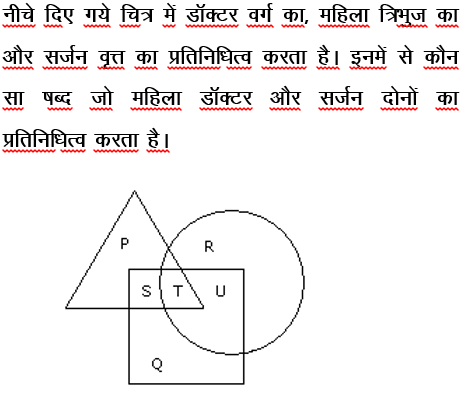 नीचे दिए गये चित्र में डॉक्टर वर्ग का, महिला त्रिभुज का
और सर्जन वृत्त का प्रतिनिधित्व करता है। इनमें से कौन
सा षब्द जो महिला डॉक्टर और सर्जन दोनों का
प्रतिनिधित्व करता है।
P R
S T U
Q